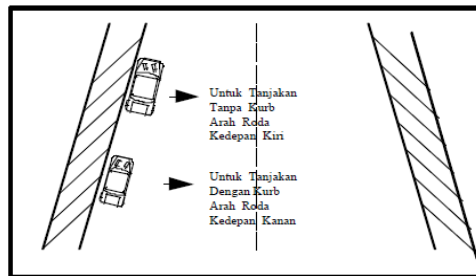 Untuk Tanjakan
Tanpa Kurb
Arah Roda
Kedepan Kiri
Untuk Tanjakan
Dengan Kurb
Arah Roda
Kedepan Kanan